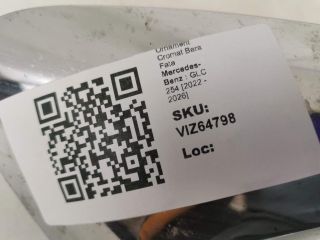 Ornament
Cromat Bara
Fata
Mercedes-
Benz : GLC
254 [2022 -
2026]
SKU:
VIZ64798
Loc: